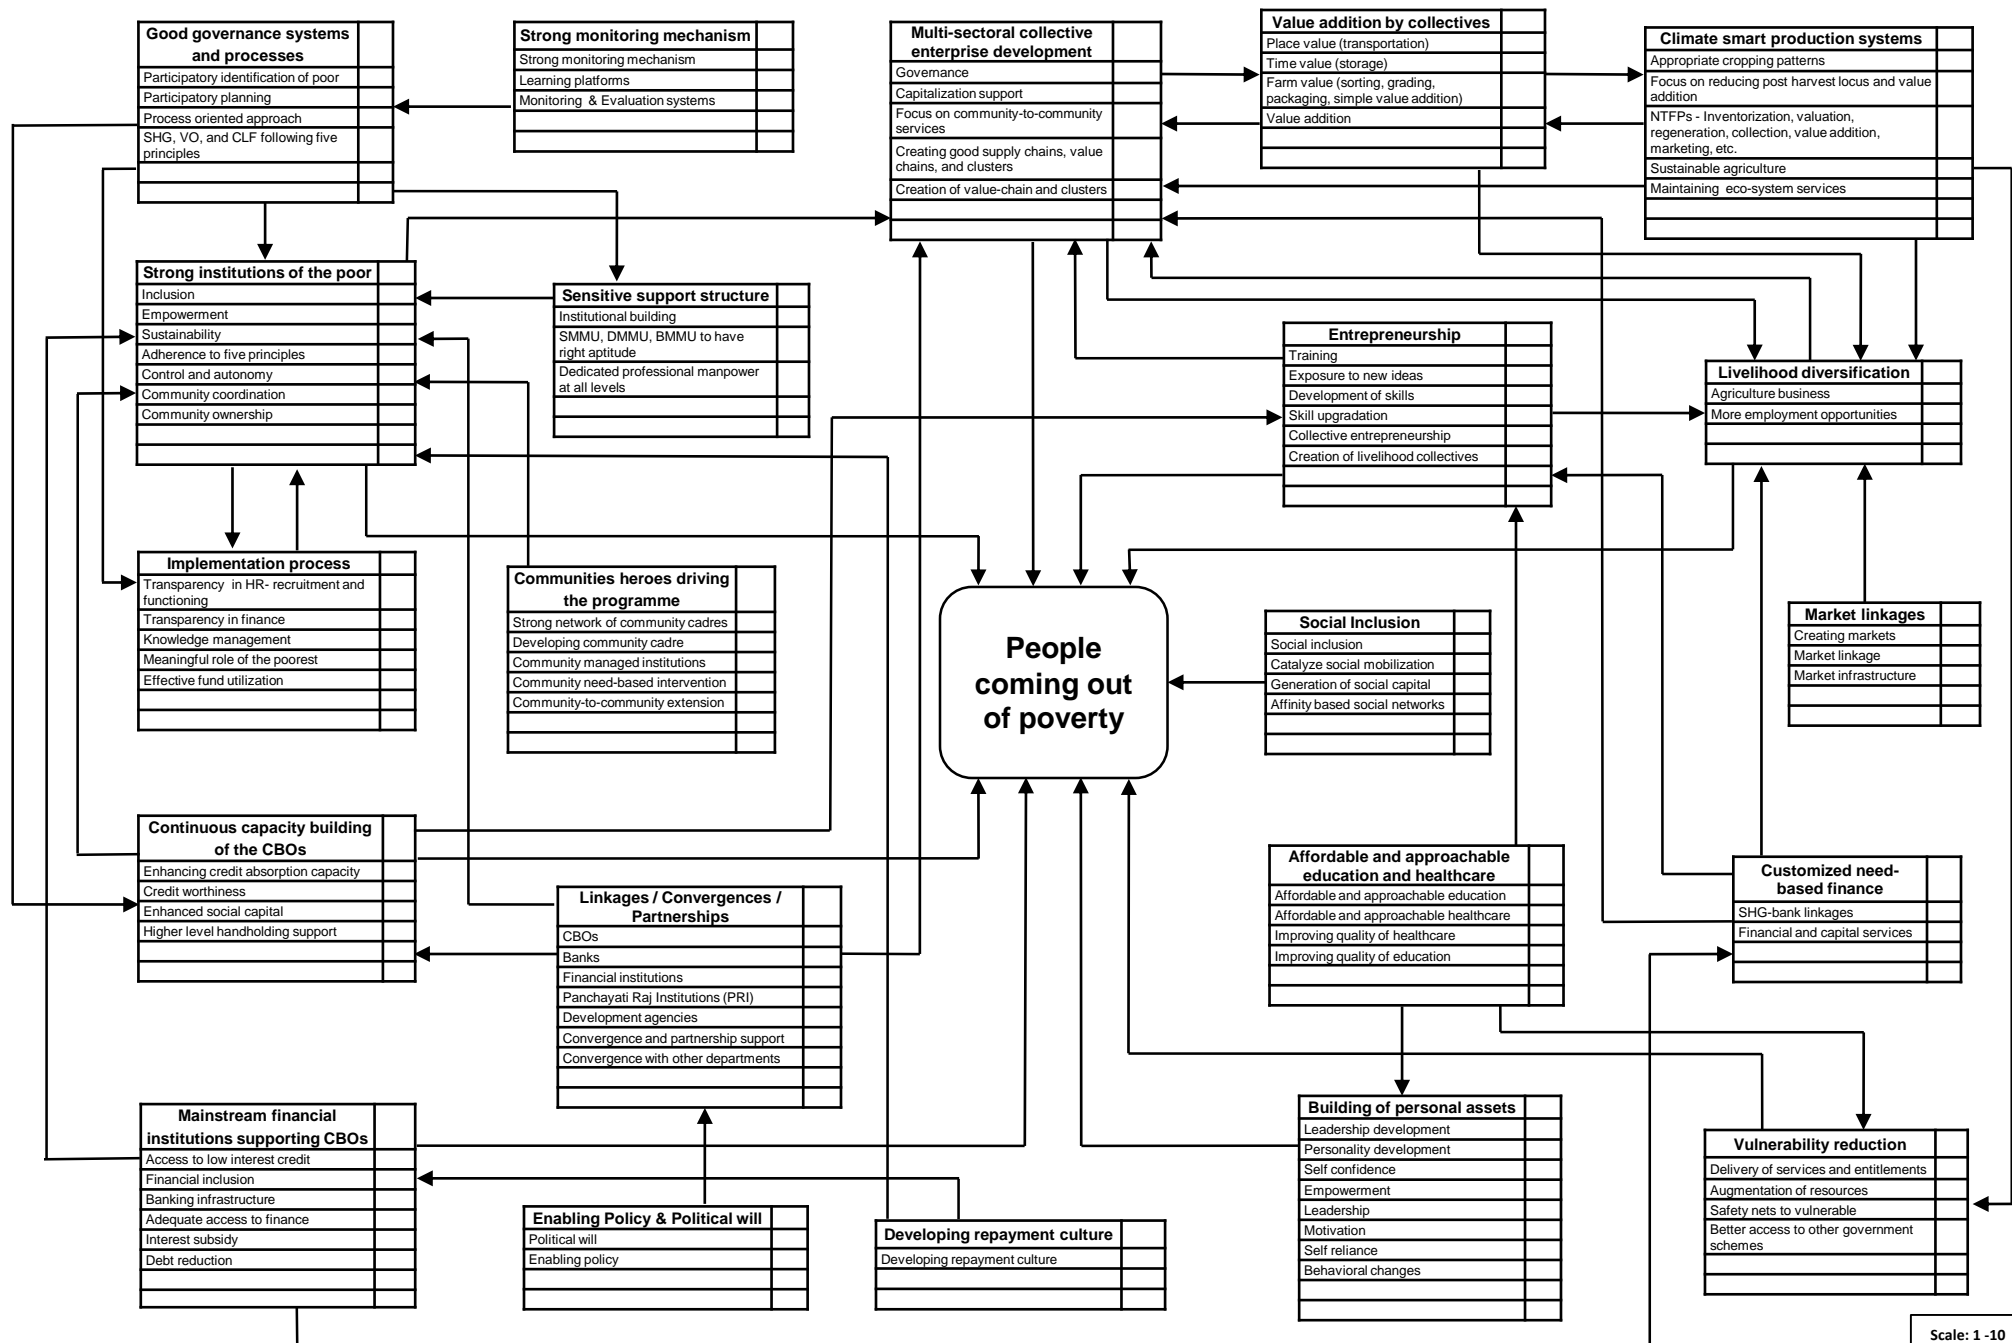 Good governance systems
and processes
Participatory identification of poor
Participatory planning
Process oriented approach
SHG, VO, and CLF following five
principles
Strong monitoring mechanism
Strong monitoring mechanism
Learning platforms
Monitoring & Evaluation systems
Multi-sectoral collective
enterprise development
Governance
Capitalization support
Focus on community-to-community
services
Creating good supply chains, value
chains, and clusters
Creation of value-chain and clusters
Value addition by collectives
Place value (transportation)
Time value (storage)
Farm value (sorting, grading,
packaging, simple value addition)
Value addition
Climate smart production systems
Appropriate cropping patterns
Focus on reducing post harvest locus and value
addition
NTFPs - Inventorization, valuation,
regeneration, collection, value addition,
marketing, etc.
Sustainable agriculture
Maintaining eco-system services
Strong institutions of the poor
Inclusion
Empowerment
Sustainability
Adherence to five principles
Control and autonomy
Community coordination
Community ownership
Sensitive support structure
Institutional building
SMMU, DMMU, BMMU to have
right aptitude
Dedicated professional manpower
at all levels
Entrepreneurship
Training
Exposure to new ideas
Development of skills
Skill upgradation
Collective entrepreneurship
Creation of livelihood collectives
Livelihood diversification
Agriculture business
More employment opportunities
Implementation process
Transparency in HR- recruitment and
functioning
Transparency in finance
Knowledge management
Meaningful role of the poorest
Effective fund utilization
Communities heroes driving
the programme
Strong network of community cadres
Developing community cadre
Community managed institutions
Community need-based intervention
Community-to-community extension
People
coming out
of poverty
Social Inclusion
Social inclusion
Catalyze social mobilization
Generation of social capital
Affinity based social networks
Market linkages
Creating markets
Market linkage
Market infrastructure
Continuous capacity building
of the CBOs
Enhancing credit absorption capacity
Credit worthiness
Enhanced social capital
Higher level handholding support
Linkages / Convergences /
Partnerships
CBOs
Banks
Financial institutions
Panchayati Raj Institutions (PRI)
Development agencies
Convergence and partnership support
Convergence with other departments
Affordable and approachable
education and healthcare
Affordable and approachable education
Affordable and approachable healthcare
Improving quality of healthcare
Improving quality of education
Customized need-
based finance
SHG-bank linkages
Financial and capital services
Mainstream financial
institutions supporting CBOs
Access to low interest credit
Financial inclusion
Banking infrastructure
Adequate access to finance
Interest subsidy
Debt reduction
Enabling Policy & Political will
Political will
Enabling policy
Developing repayment culture
Developing repayment culture
Building of personal assets
Leadership development
Personality development
Self confidence
Empowerment
Leadership
Motivation
Self reliance
Behavioral changes
Vulnerability reduction
Delivery of services and entitlements
Augmentation of resources
Safety nets to vulnerable
Better access to other government
schemes
Scale: 1 -10